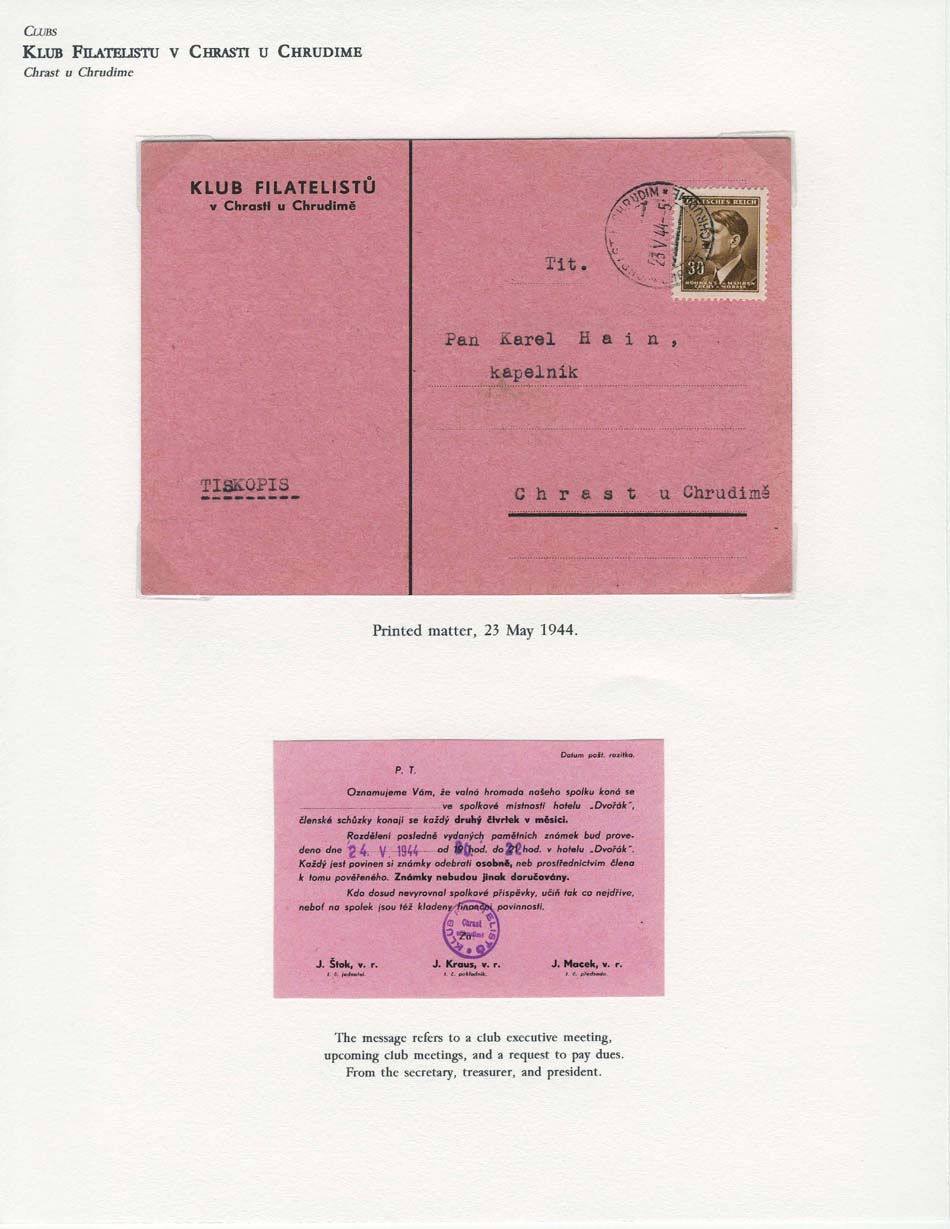 Clubs
Klub Filatelistu v Chrasti u Chrudime
Chrast u Chrudime
KLUB FILATELISTŮ
v Chrasti u Chrudimě
CHRUDIM
23 V 44
DEUTSCHES REICH
30
BÖHMEN u MÄHREN
ČECHY a MORAVA
Tit.
Pan Karel Hain,
kapelník
TISKOPIS
Chrast u Chrudimě
Printed matter, 23 May 1944.
Datum pošt. razítka.
P. T.
Oznamujeme Vám, že valná hromada našeho spolku koná se
ve spolkové místnosti hotelu „Dvořák“,
členské schůzky konají se každý druhý čtvrtek v měsíci.
Rozdělení posledně vydaných pamětních známek bud prove-
deno dne 24. V. 1944 od hod. do hod. v hotelu „Dvořák“.
Každý jest povinen si známky odebrati osobně, neb prostřednictvím člena
k tomu pověřeného. Známky nebudou jinak doručovány.
Kdo dosud nevyrovnal spolkové příspěvky, učiň tak co nejdříve,
neboť na spolek jsou též kladeny finanční povinnosti.
KLUB FILATELISTŮ
Chrast
u Chrudimě
Za
J. Štok, v. r. J. Kraus, v. r. J. Macek, v. r.
t. č. jednatel. t. č. pokladník. t. č. předseda.
The message refers to a club executive meeting,
upcoming club meetings, and a request to pay dues.
From the secretary, treasurer, and president.